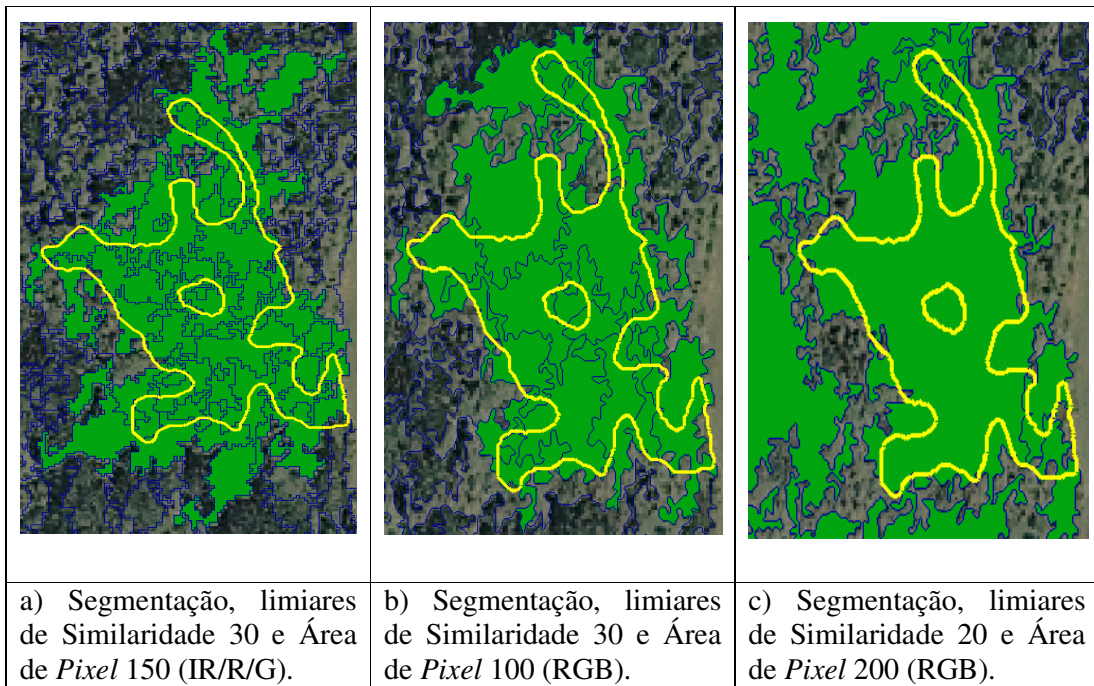 a) Segmentação, limiares
de Similaridade 30 e Área
de Pixel 150 (IR/R/G).
b) Segmentação, limiares
de Similaridade 30 e Área
de Pixel 100 (RGB).
c) Segmentação, limiares
de Similaridade 20 e Área
de Pixel 200 (RGB).